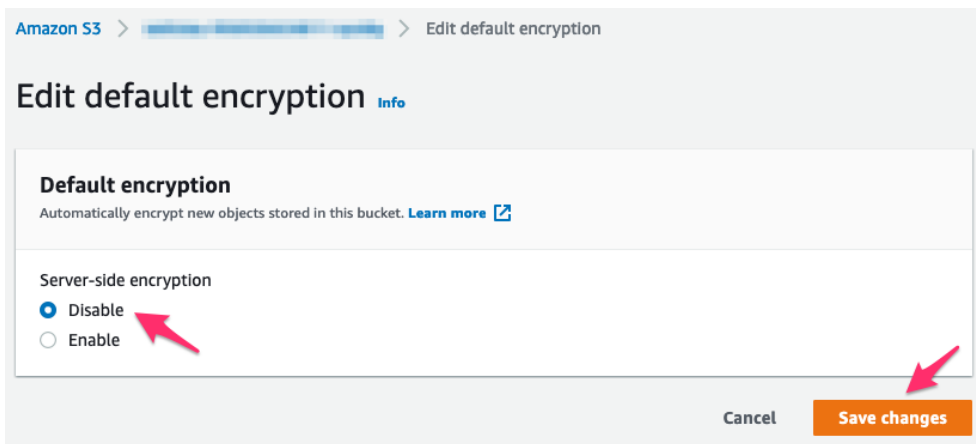 Amazon S3 > > Edit default encryption
Edit default encryption Info
Default encryption
Automatically encrypt new objects stored in this bucket. Learn more
Server-side encryption
Disable
Enable
Cancel Save changes